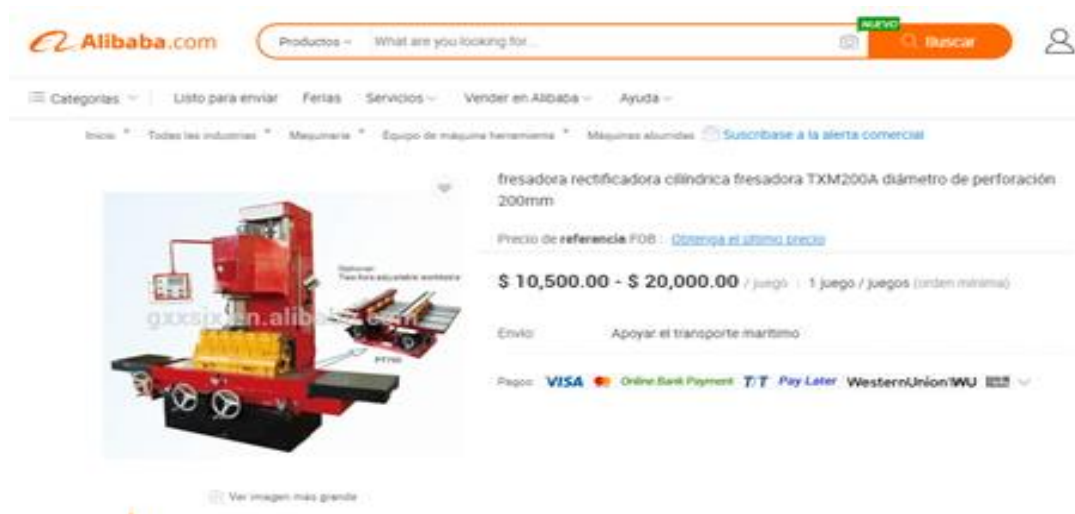 Alibaba.com
Productos
What are you looking for...
NUEVO
Buscar
Categorías
Listo para enviar
Ferias
Servicios
Vender en Alibaba
Ayuda
Inicio
Todas las industrias
Maquinaria
Equipo de máquina herramienta
Máquinas aburridas
Suscríbase a la alerta comercial
fresadora rectificadora cilíndrica fresadora TXM200A diámetro de perforación
200mm
Precio de referencia FOB : Obtenga el último precio
$ 10,500.00 - $ 20,000.00 / juego | 1 juego / juegos (orden mínima)
Envío: Apoyar el transporte marítimo
Pagos: VISA Online Bank Payment T/T Pay Later WesternUnion WU
Optional:
PT700
Ver imagen más grande